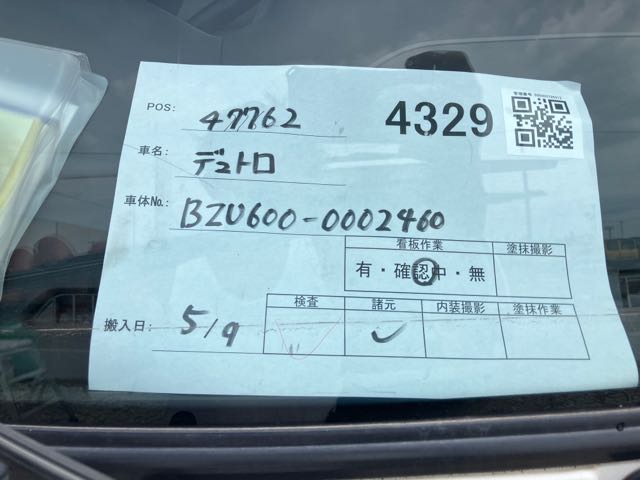 POS: 47762
4329
車名: デュトロ
車体No.: BZU600-0002460
看板作業 塗抹撮影
有・確認中・無
検査 諸元 内装撮影 塗抹作業
搬入日: 5/9 ✓